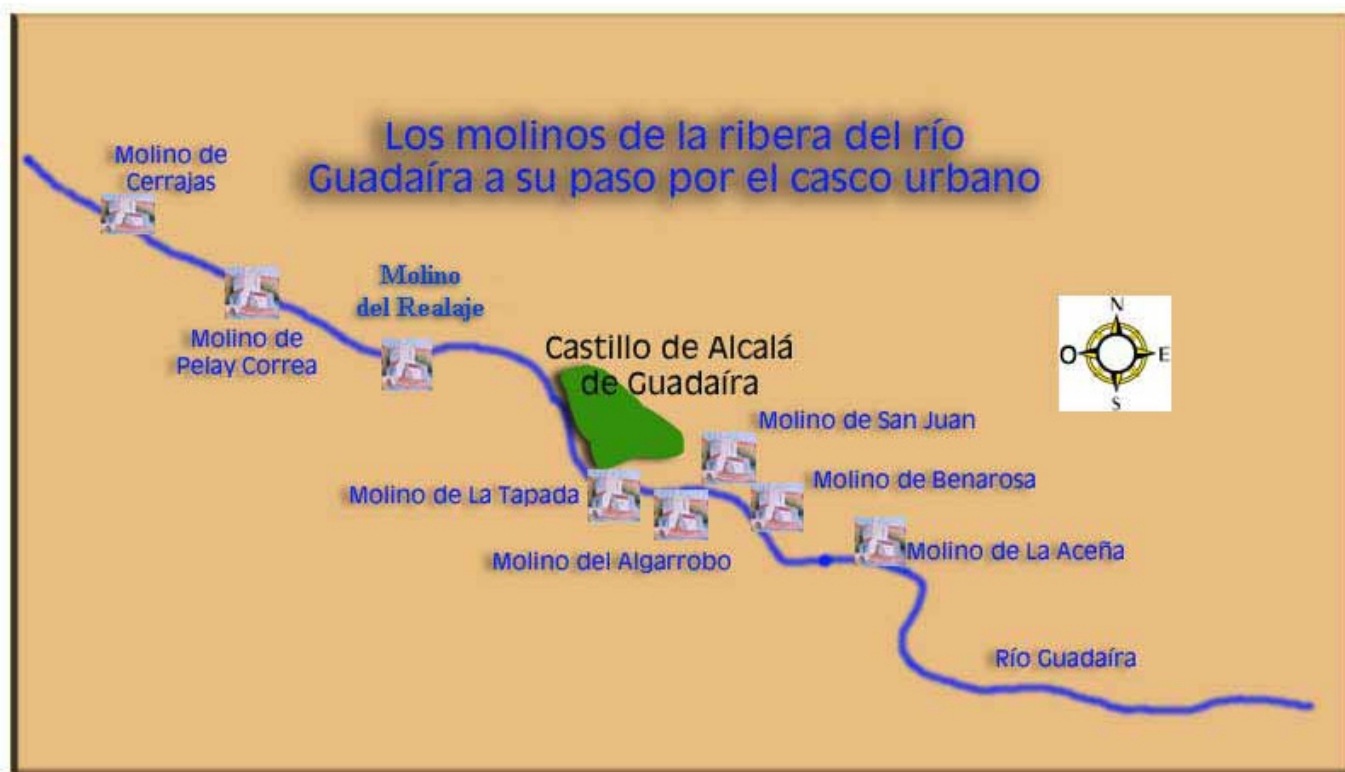 Los molinos de la ribera del río
Guadaíra a su paso por el casco urbano
Molino de
Cerrajas
Molino de
Pelay Correa
Molino
del Realaje
Castillo de Alcalá
de Guadaíra
N
O
E
S
Molino de San Juan
Molino de La Tapada
Molino de Benarosa
Molino del Algarrobo
Molino de La Aceña
Río Guadaíra